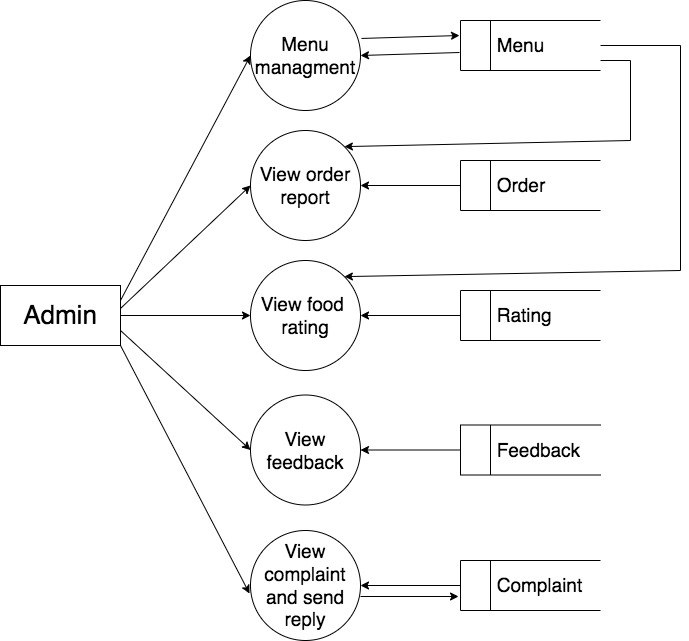 Menu
managment
Menu
View order
report
Order
Admin
View food
rating
Rating
View
feedback
Feedback
View
complaint
and send
reply
Complaint